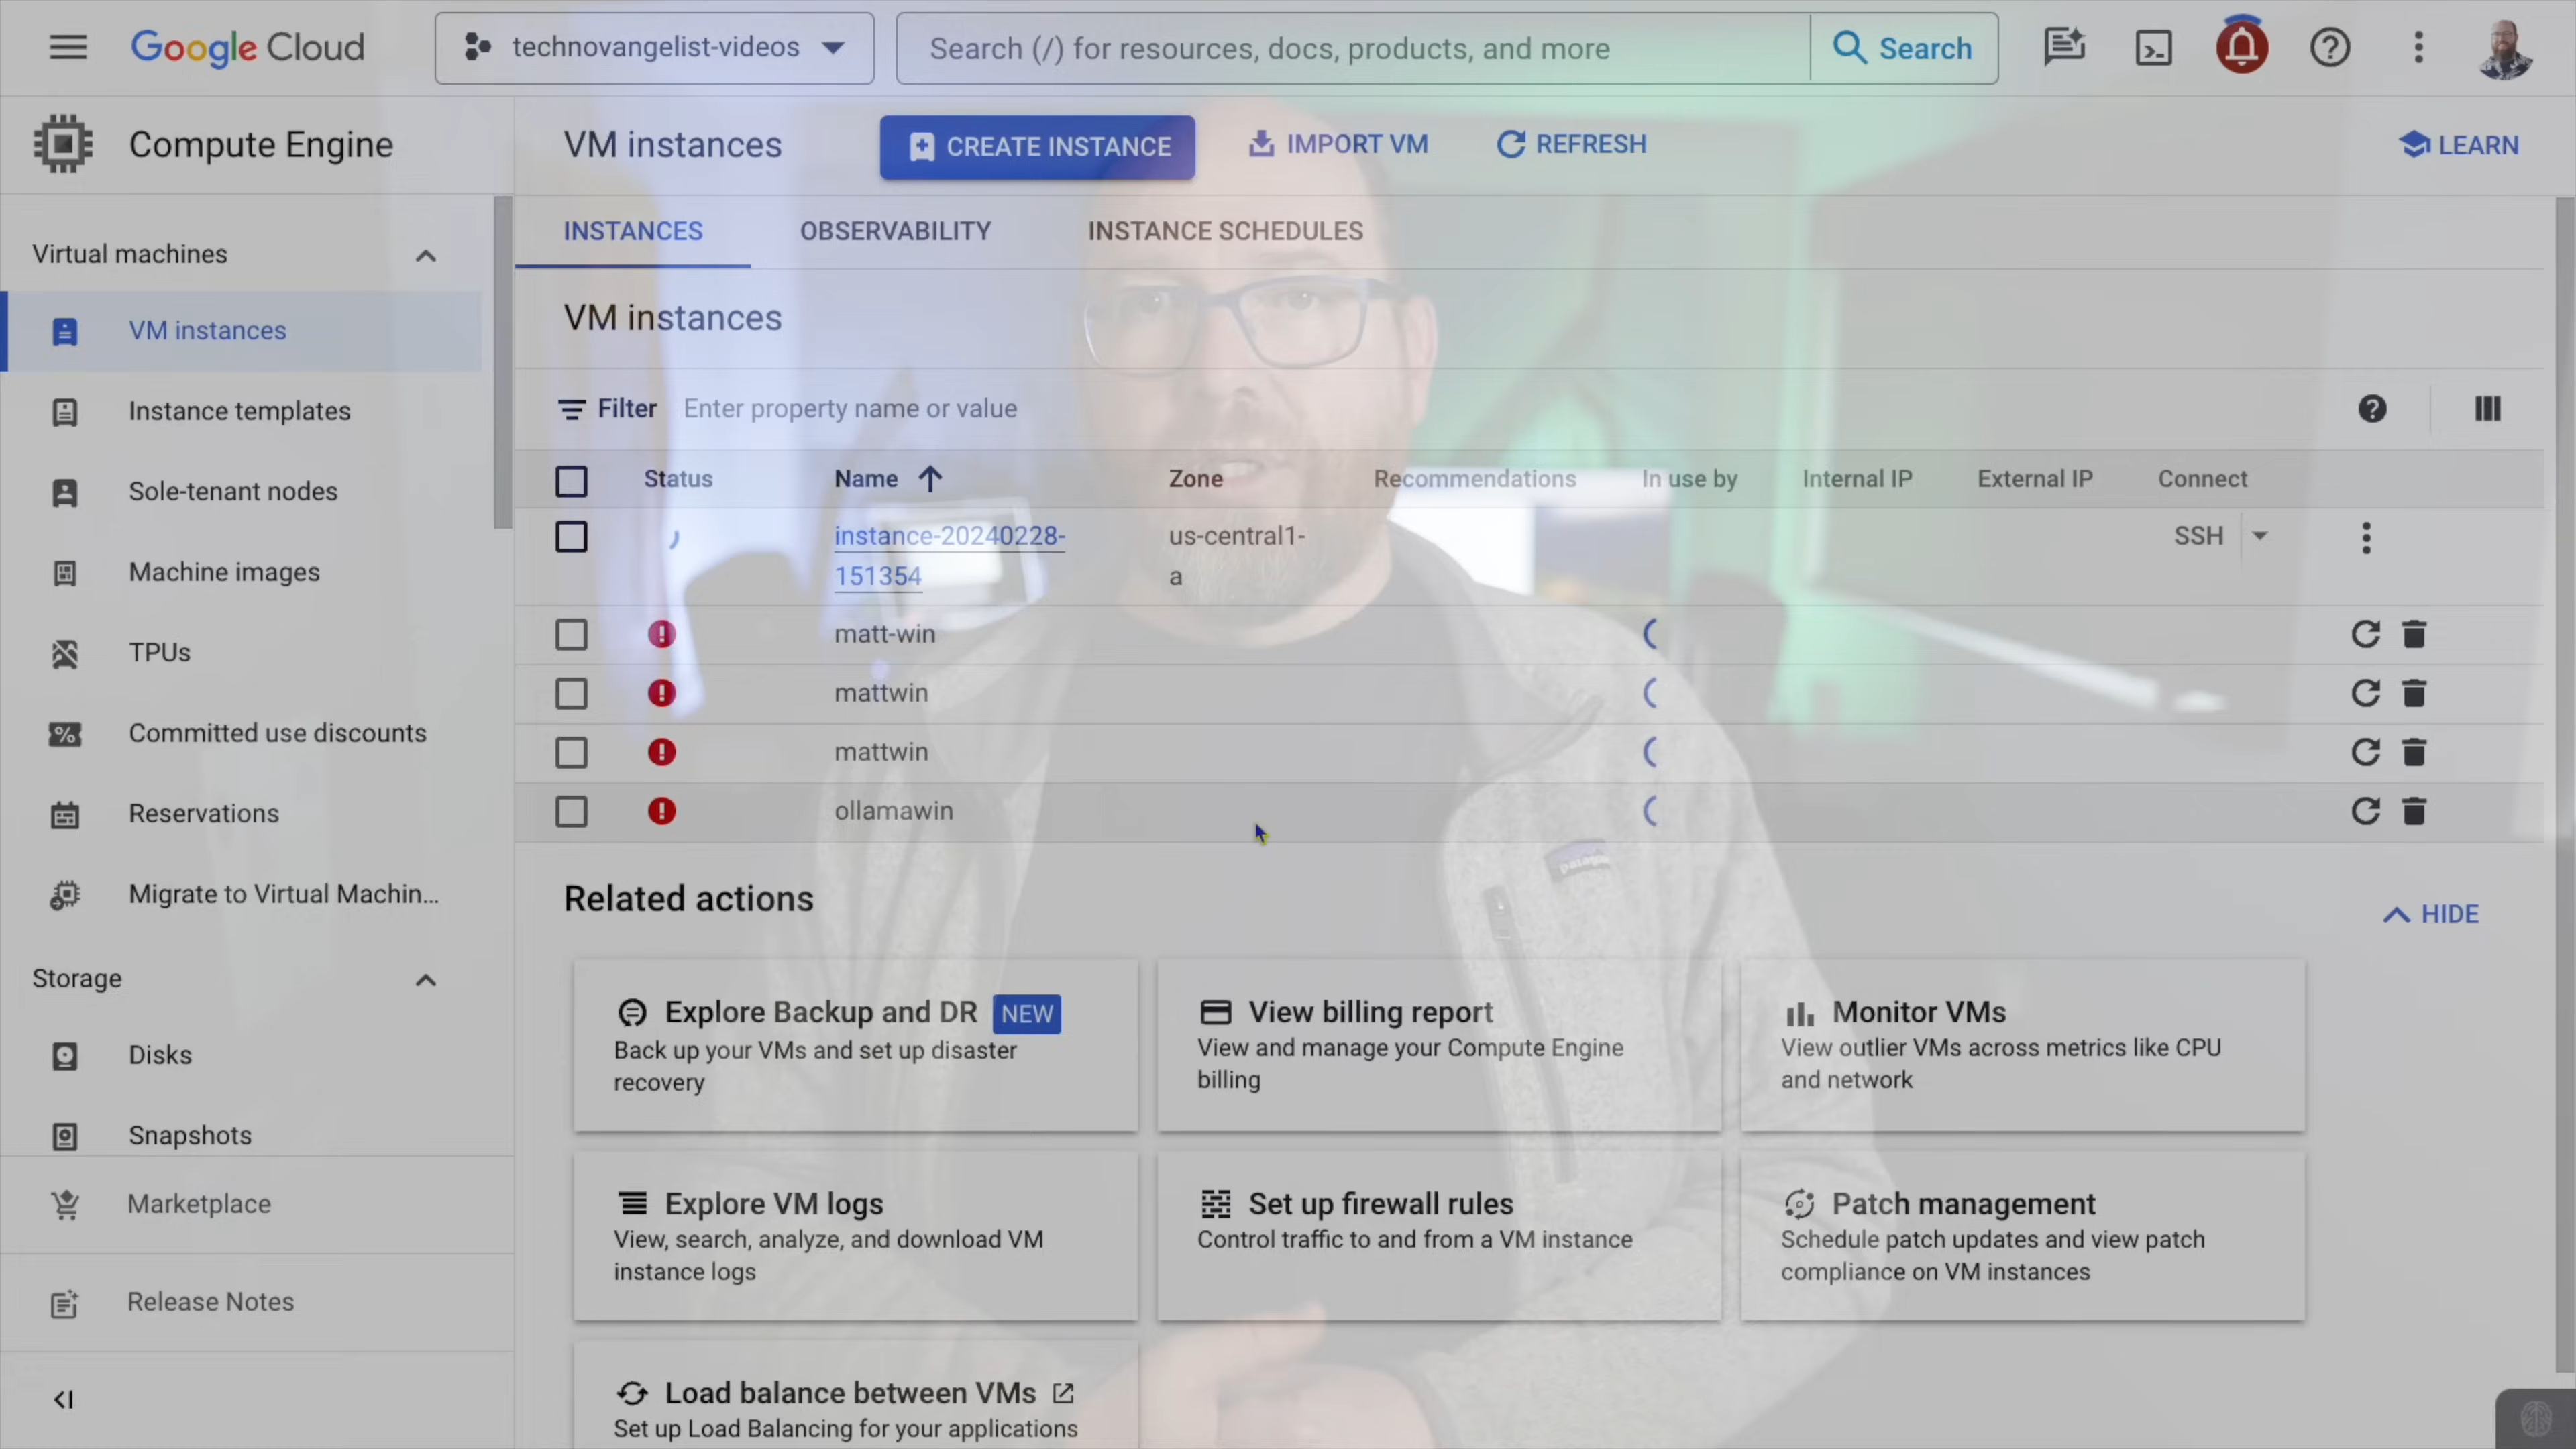 Google Cloud
technovangelist-videos
Search (/) for resources, docs, products, and more
Search
Compute Engine
VM instances
CREATE INSTANCE
IMPORT VM
REFRESH
LEARN
Virtual machines
VM instances
Instance templates
Sole-tenant nodes
Machine images
TPUs
Committed use discounts
Reservations
Migrate to Virtual Machin...
Storage
Disks
Snapshots
Marketplace
Release Notes
INSTANCES
OBSERVABILITY
INSTANCE SCHEDULES
VM instances
Filter
Enter property name or value
Status
Name
Zone
Recommendations
In use by
Internal IP
External IP
Connect
instance-20240228-
151354
us-central1-
a
SSH
matt-win
mattwin
mattwin
ollamawin
patagonia
Related actions
HIDE
Explore Backup and DR
NEW
Back up your VMs and set up disaster
recovery
View billing report
View and manage your Compute Engine
billing
Monitor VMs
View outlier VMs across metrics like CPU
and network
Explore VM logs
View, search, analyze, and download VM
instance logs
Set up firewall rules
Control traffic to and from a VM instance
Patch management
Schedule patch updates and view patch
compliance on VM instances
Load balance between VMs
Set up Load Balancing for your applications